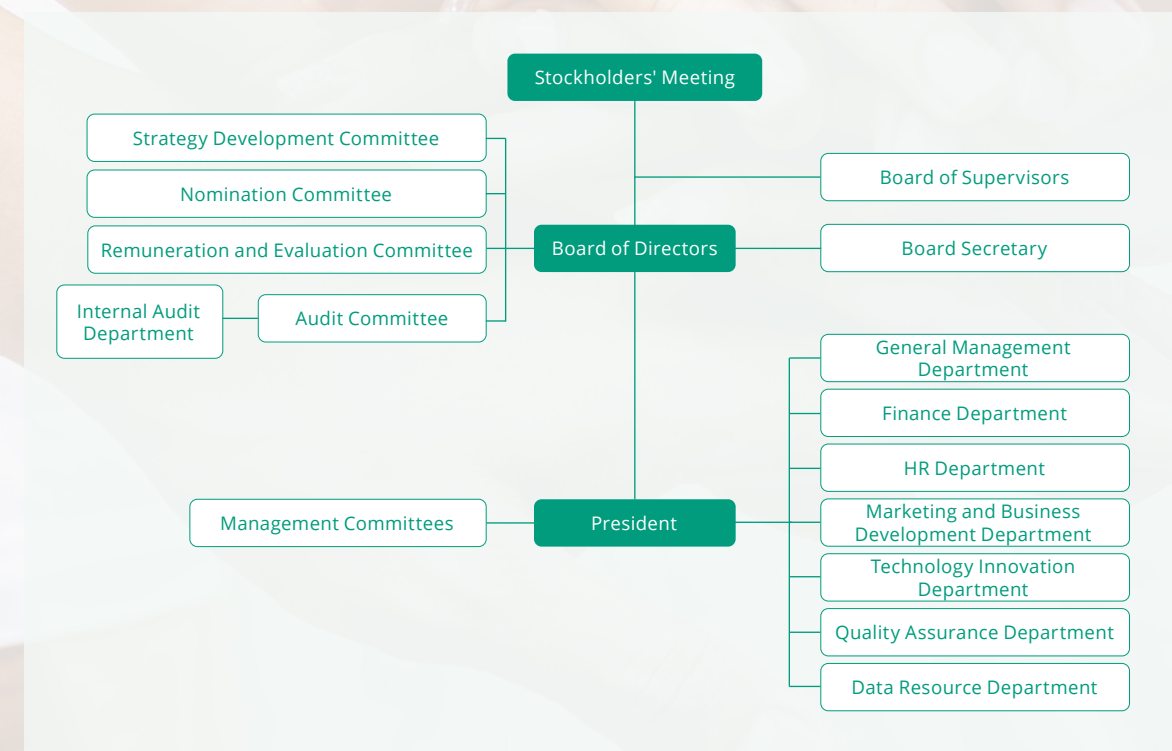 Stockholders' Meeting
Strategy Development Committee
Nomination Committee
Remuneration and Evaluation Committee
Internal Audit
Department
Audit Committee
Board of Directors
Board of Supervisors
Board Secretary
Management Committees
President
General Management
Department
Finance Department
HR Department
Marketing and Business
Development Department
Technology Innovation
Department
Quality Assurance Department
Data Resource Department